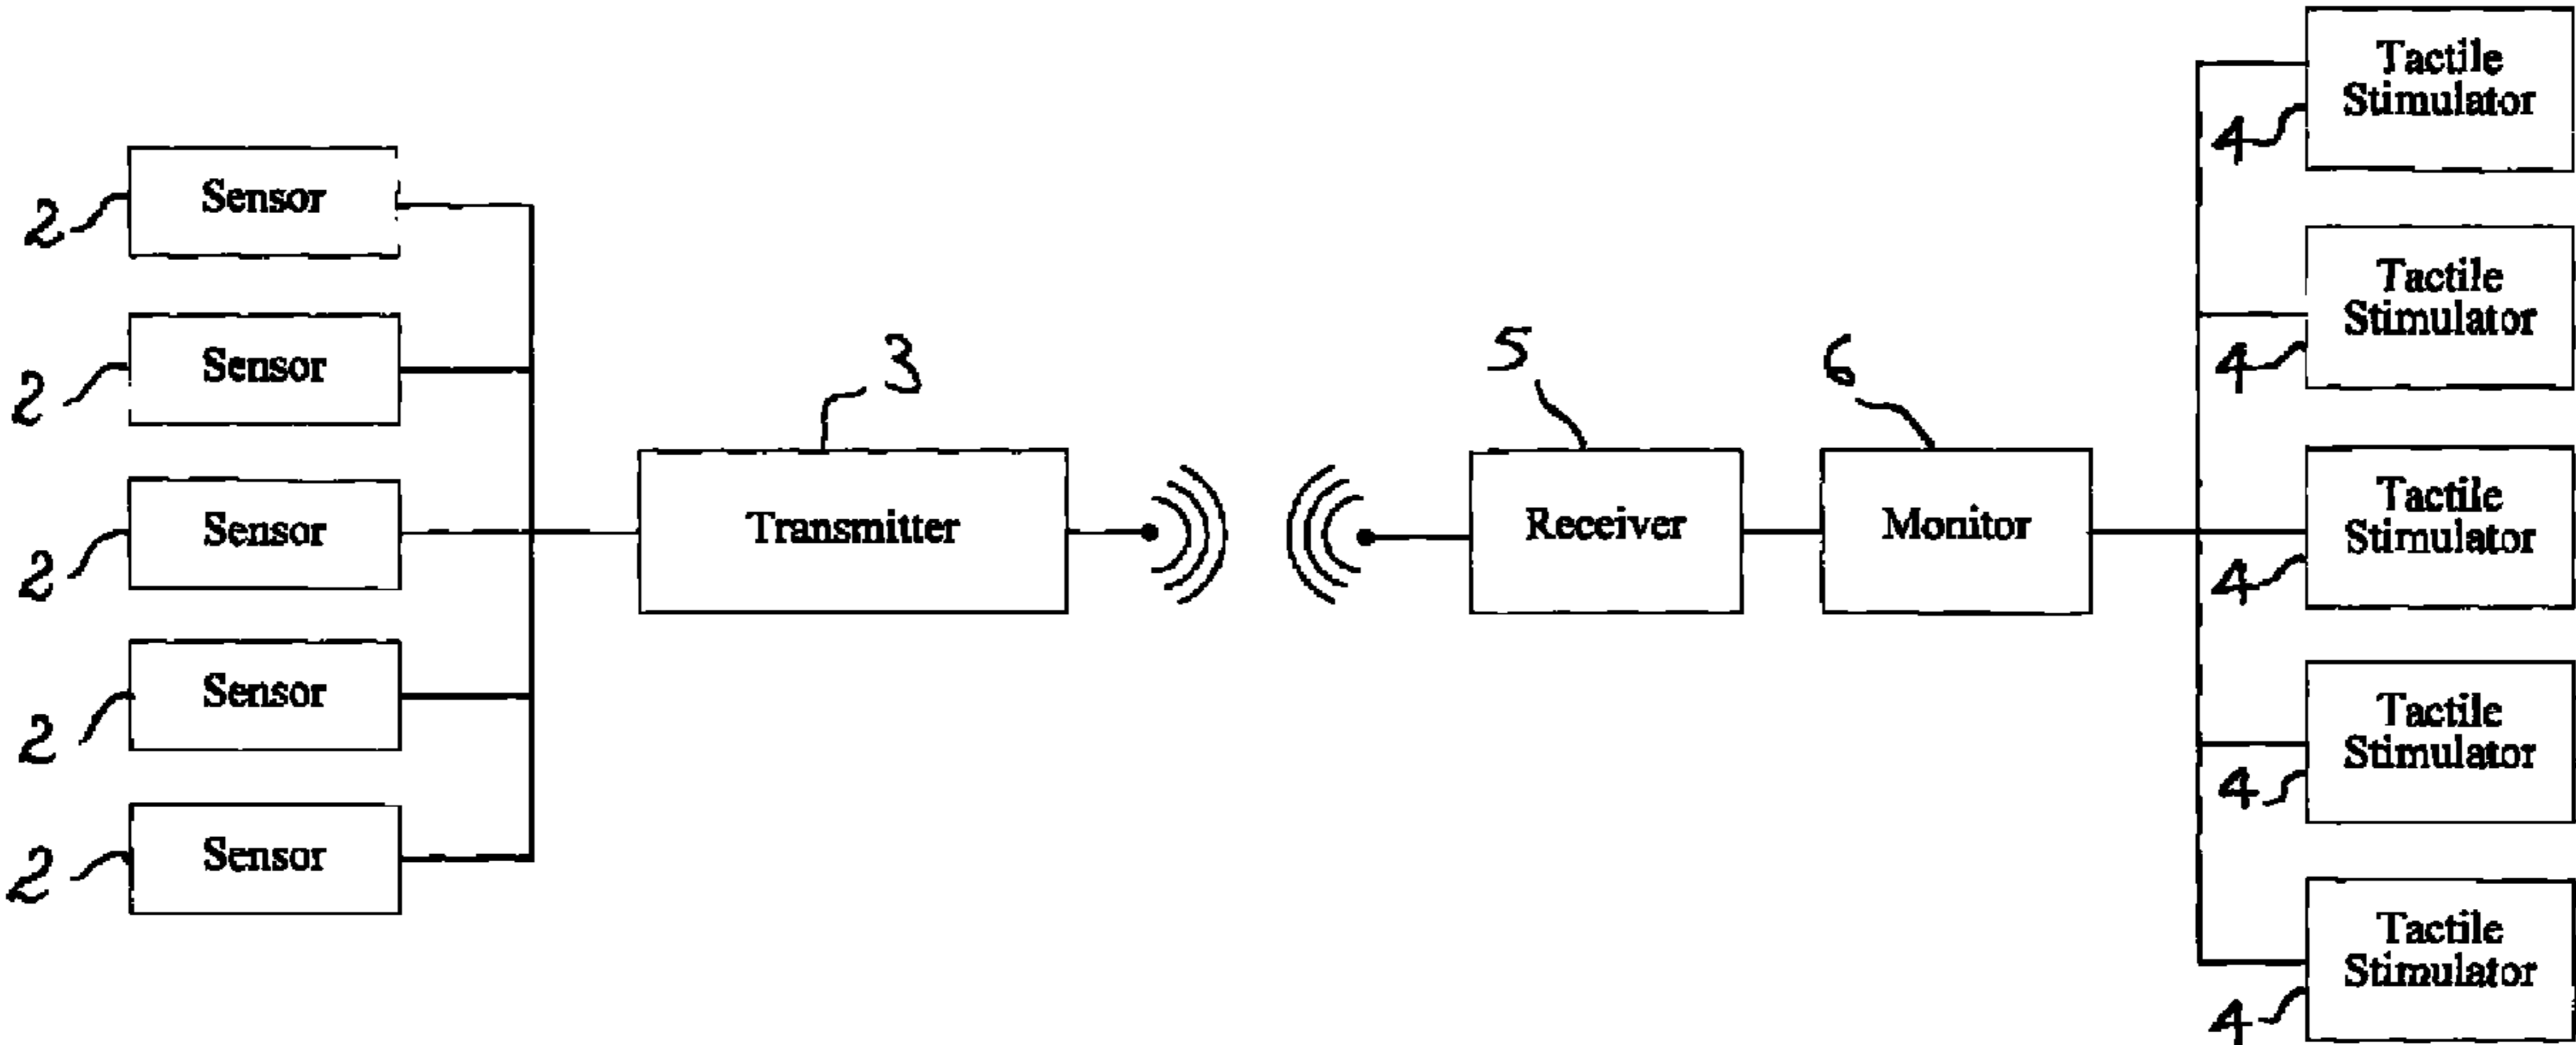 2 Sensor
2 Sensor
2 Sensor
2 Sensor
2 Sensor
3
Transmitter
5
Receiver
6
Monitor
Tactile
Stimulator
4
Tactile
Stimulator
4
Tactile
Stimulator
4
Tactile
Stimulator
4
Tactile
Stimulator
4